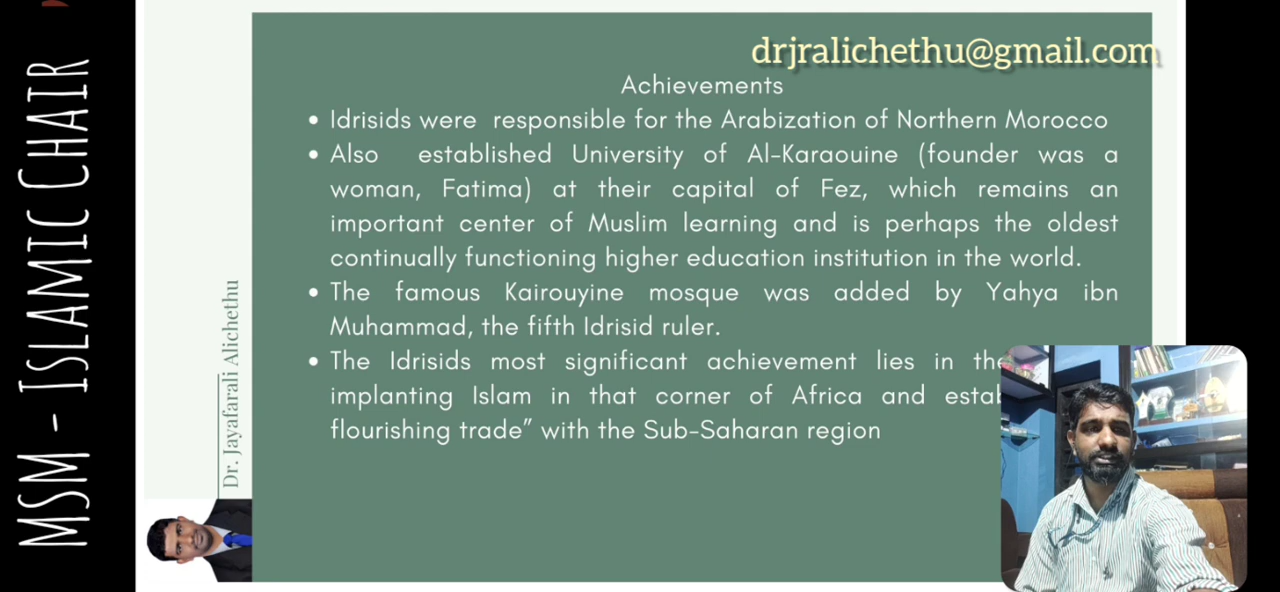 MSM - ISLAMIC CHAIR
Dr. Jayafarali Alichethu
drjralichethu@gmail.com
Achievements
• Idrisids were responsible for the Arabization of Northern Morocco
• Also established University of Al-Karaouine (founder was a
woman, Fatima) at their capital of Fez, which remains an
important center of Muslim learning and is perhaps the oldest
continually functioning higher education institution in the world.
• The famous Kairouyine mosque was added by Yahya ibn
Muhammad, the fifth Idrisid ruler.
• The Idrisids most significant achievement lies in the
implanting Islam in that corner of Africa and
flourishing trade” with the Sub-Saharan region